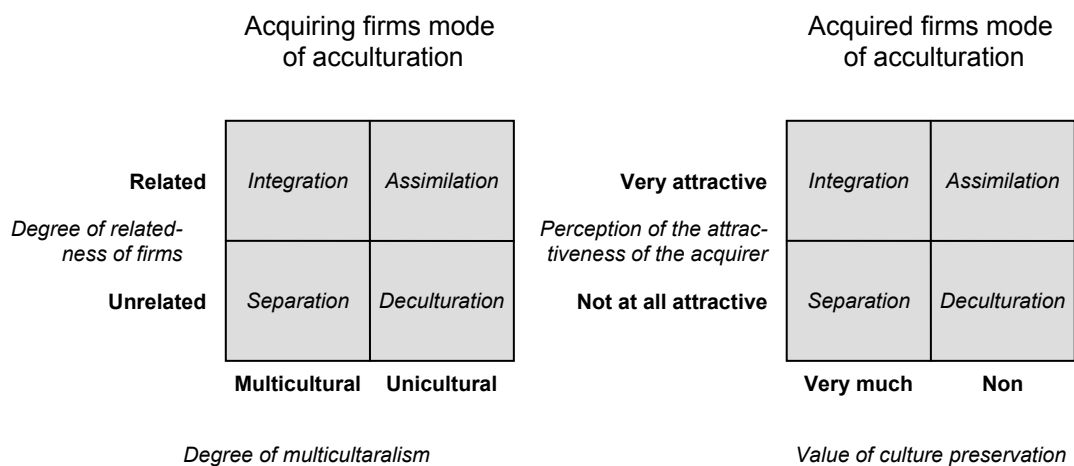 Acquiring firms mode
of acculturation
Related
Integration
Assimilation
Degree of related-
ness of firms
Unrelated
Separation
Deculturation
Multicultural
Unicultural
Degree of multicultaralism
Acquired firms mode
of acculturation
Very attractive
Integration
Assimilation
Perception of the attrac-
tiveness of the acquirer
Not at all attractive
Separation
Deculturation
Very much
Non
Value of culture preservation